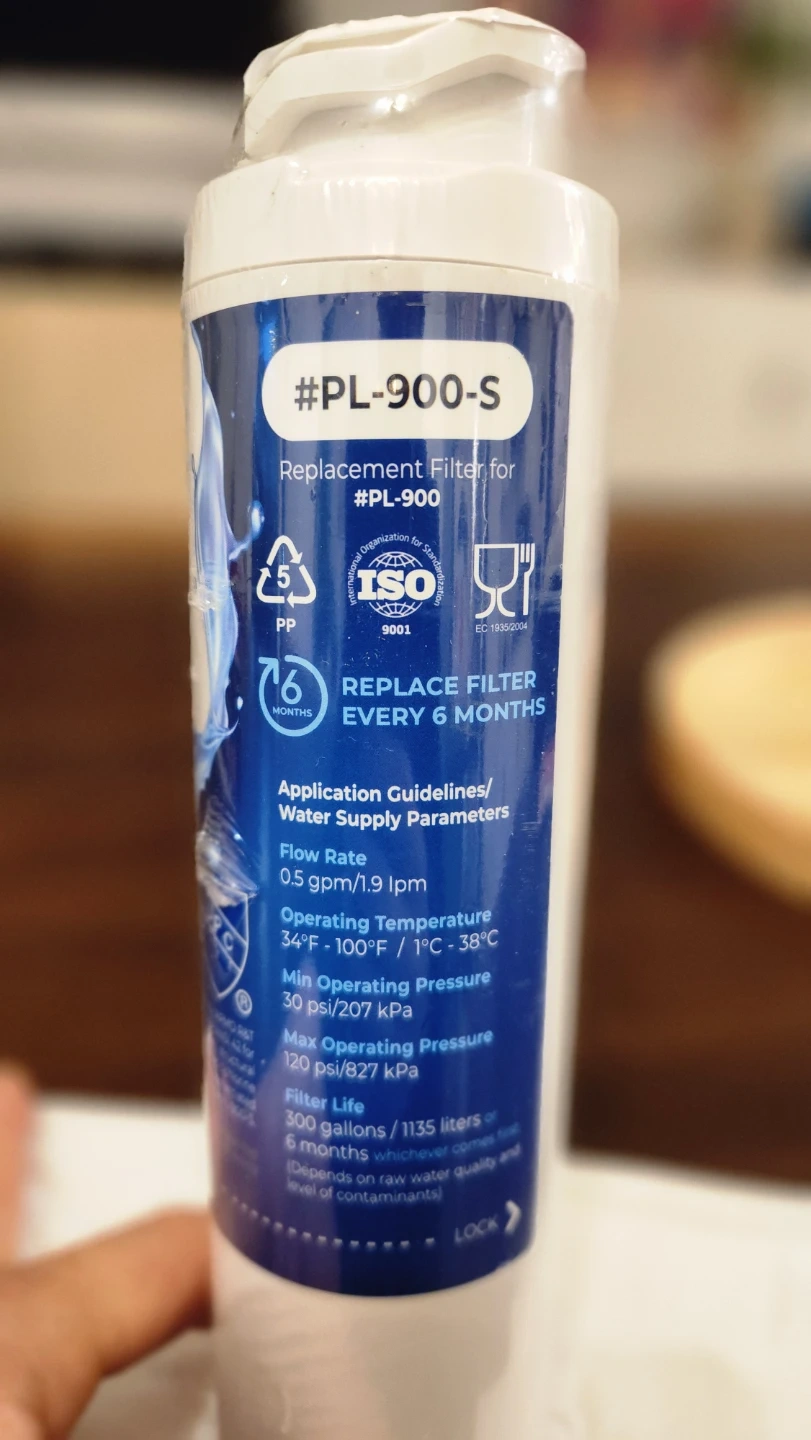 #PL-900-S
Replacement Filter for
#PL-900
5
PP
International Organization for Standardization
ISO
9001
EC 1935/2004
6
MONTHS
REPLACE FILTER
EVERY 6 MONTHS
Application Guidelines/
Water Supply Parameters
Flow Rate
0.5 gpm/1.9 lpm
Operating Temperature
34°F - 100°F / 1°C - 38°C
Min Operating Pressure
30 psi/207 kPa
Max Operating Pressure
120 psi/827 kPa
Filter Life
300 gallons / 1135 liters or
6 months whichever comes first
(Depends on raw water quality and
level of contaminants)
LOCK
®